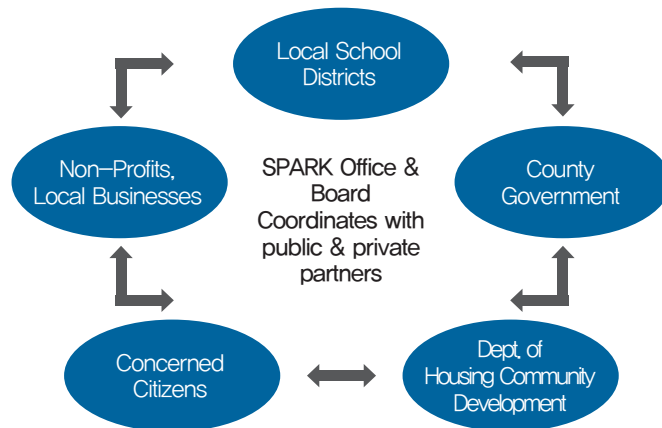 Local School
Districts
Non-Profits,
Local Businesses
SPARK Office &
Board
Coordinates with
public & private
partners
County
Government
Concerned
Citizens
Dept. of
Housing Community
Development